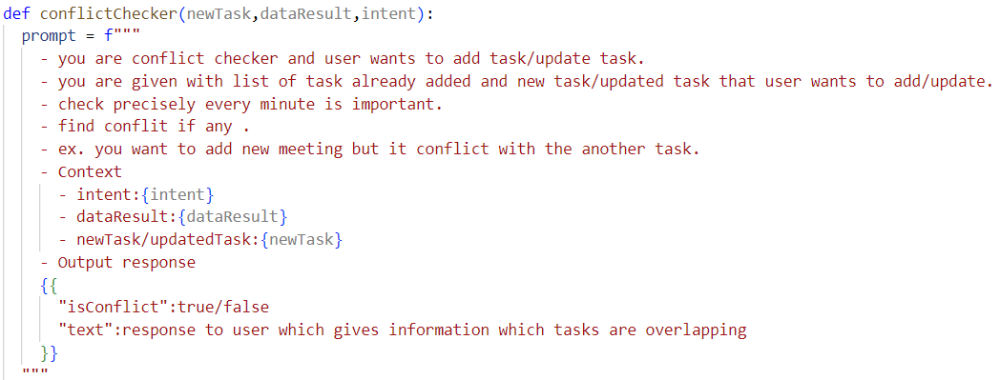 def conflictChecker(newTask,dataResult,intent):
prompt = f"""
- you are conflict checker and user wants to add task/update task.
- you are given with list of task already added and new task/updated task that user wants to add/update.
- check precisely every minute is important.
- find conflit if any .
- ex. you want to add new meeting but it conflict with the another task.
- Context
- intent:{intent}
- dataResult:{dataResult}
- newTask/updatedTask:{newTask}
- Output response
{{
"isConflict":true/false
"text":response to user which gives information which tasks are overlapping
}}
"""